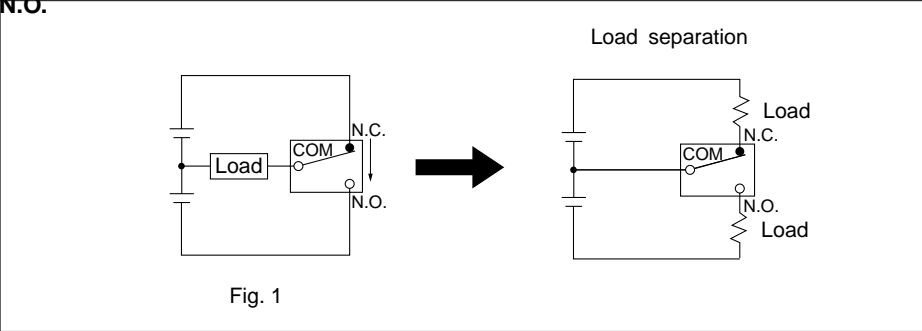 N.O.
Load separation
N.C.
COM
Load
N.O.
Fig. 1
Load
N.C.
COM
N.O.
Load